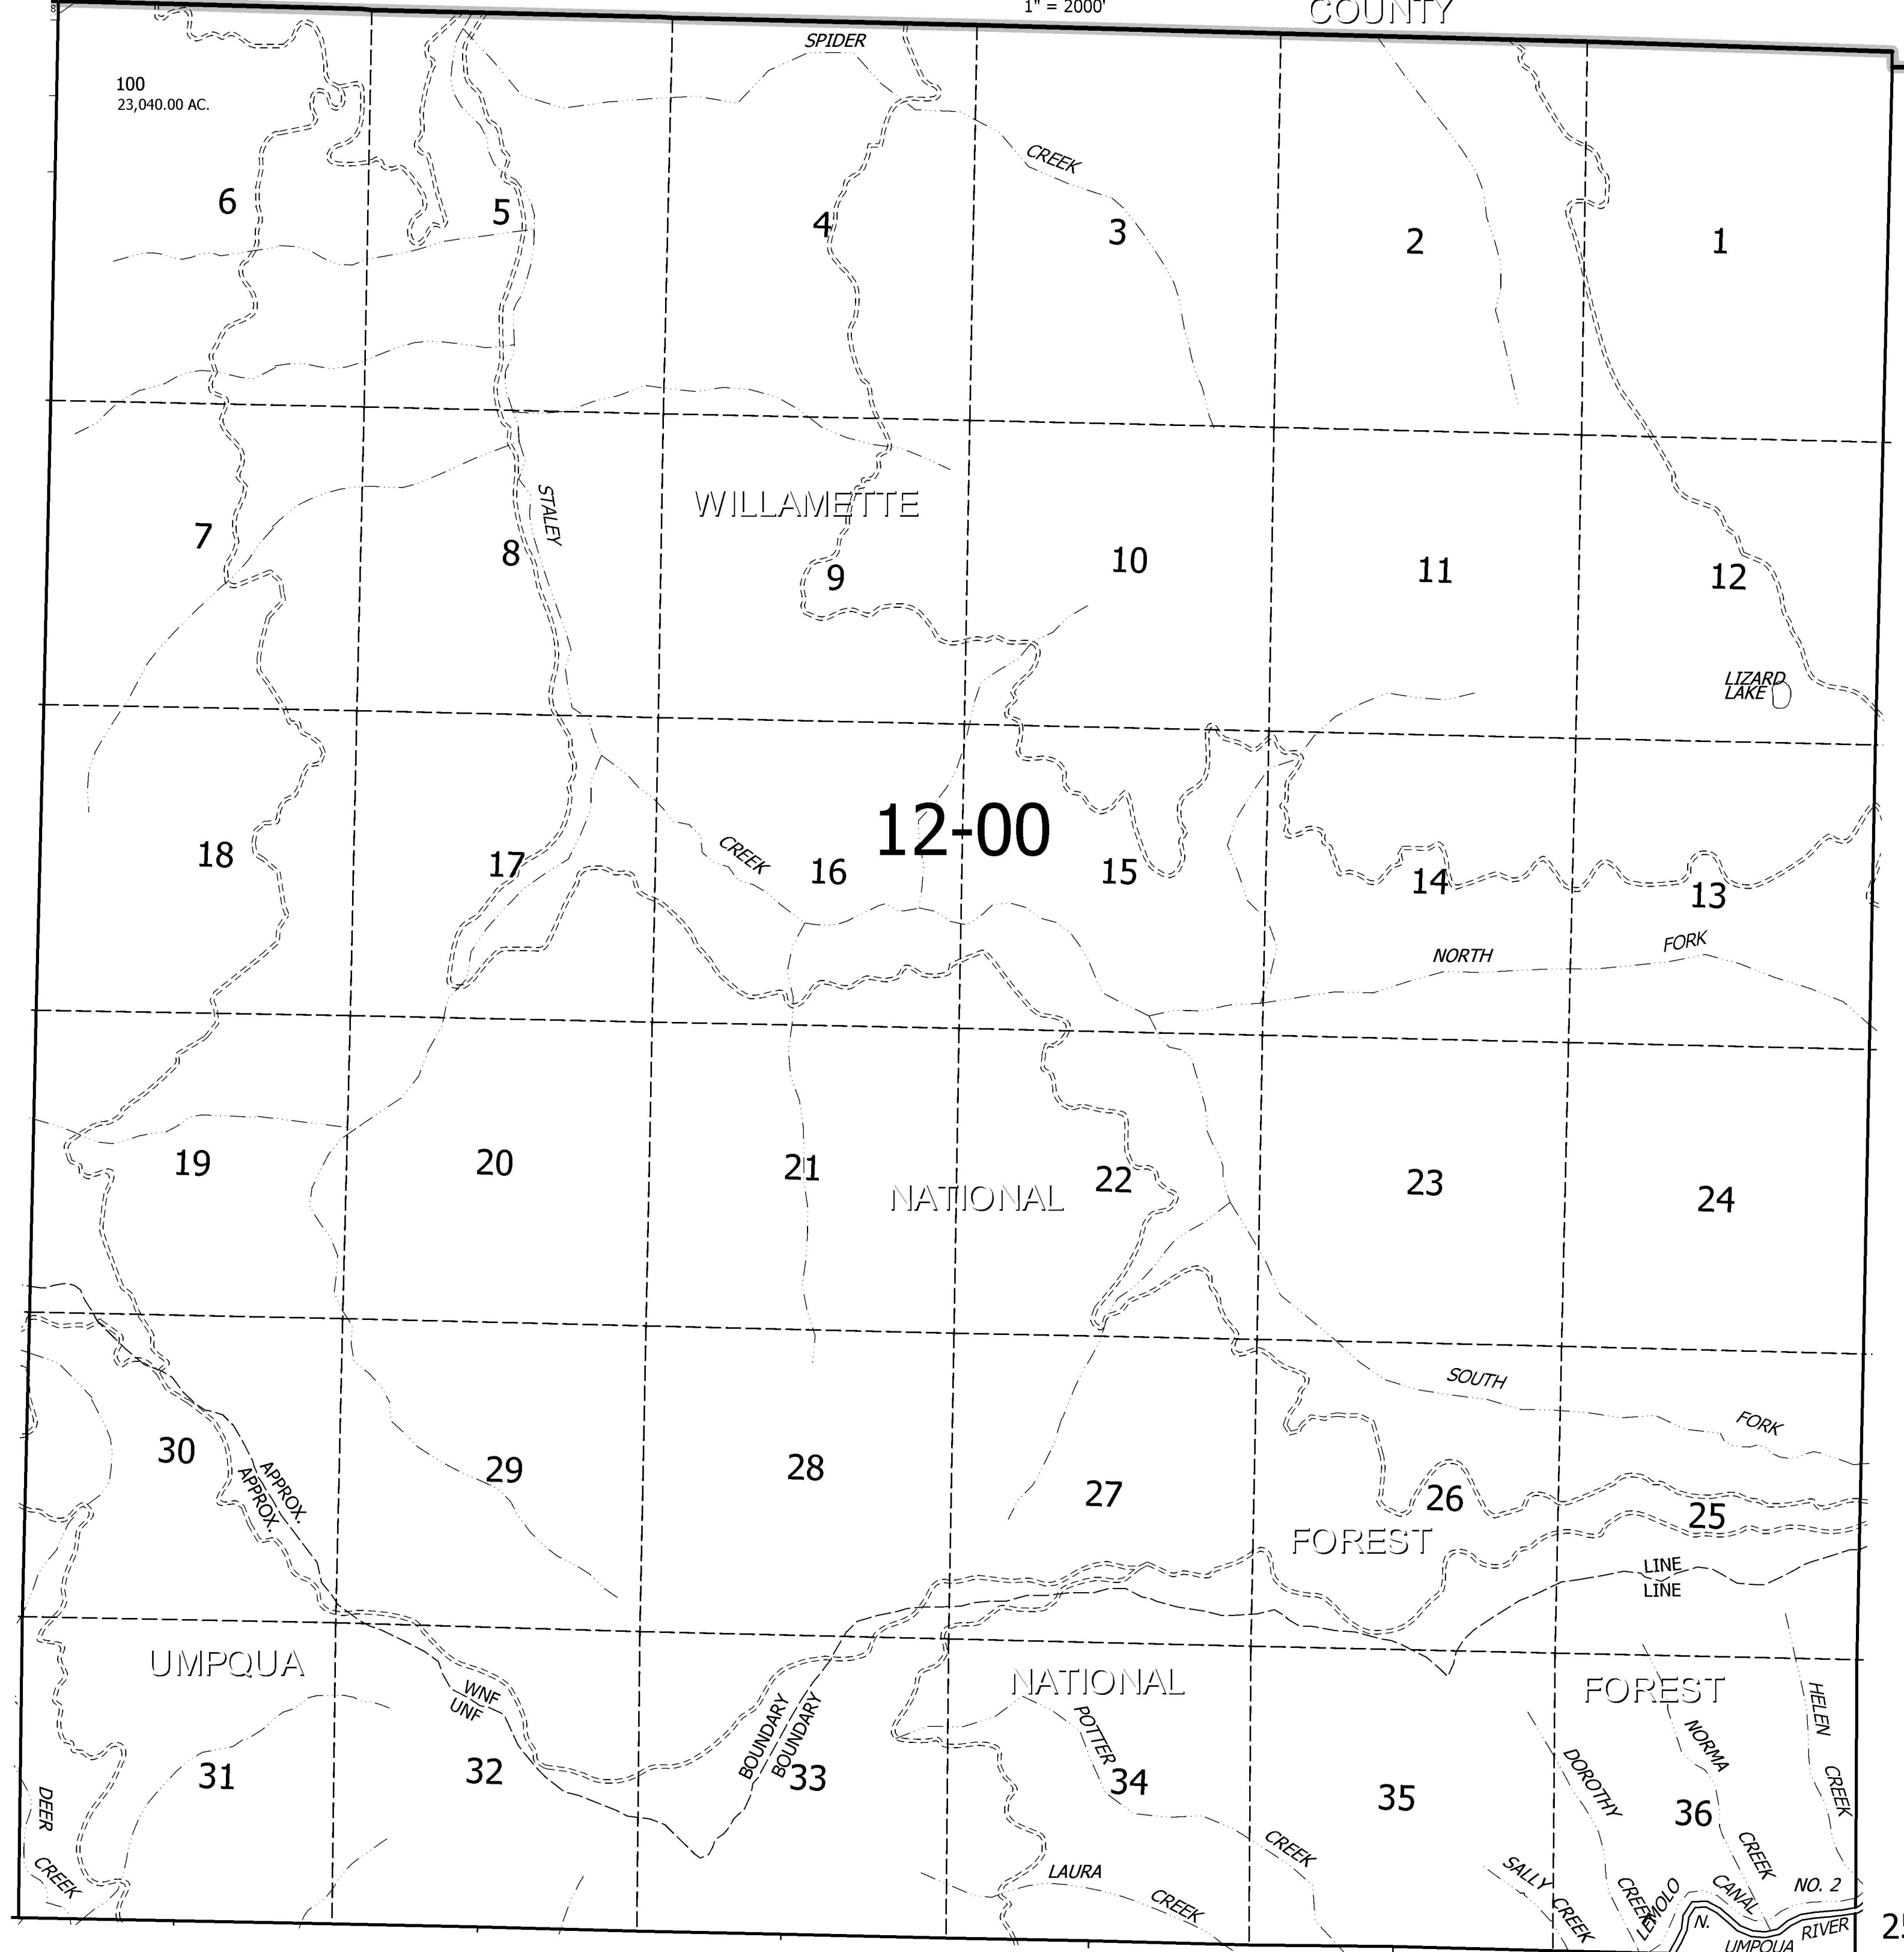 1" = 2000'
COUNTY
SPIDER
CREEK
100
23,040.00 AC.
6
5
4
3
2
1
WILLAMETTE
STALEY
7
8
9
10
11
12
LIZARD
LAKE
12-00
18
17
CREEK
16
15
14
13
NORTH
FORK
19
20
21
22
23
24
NATIONAL
SOUTH
FORK
30
29
28
27
26
25
APPROX.
APPROX.
FOREST
LINE
LINE
UMPQUA
NATIONAL
FOREST
WNF
UNF
BOUNDARY
BOUNDARY
31
32
33
34
35
36
POTTER
CREEK
DEER
CREEK
LAURA
CREEK
DOROTHY
CREEK
NORMA
CREEK
HELEN
CREEK
SALLY
CREEK
LEMOLO
CANAL
NO. 2
N.
UMPQUA
RIVER